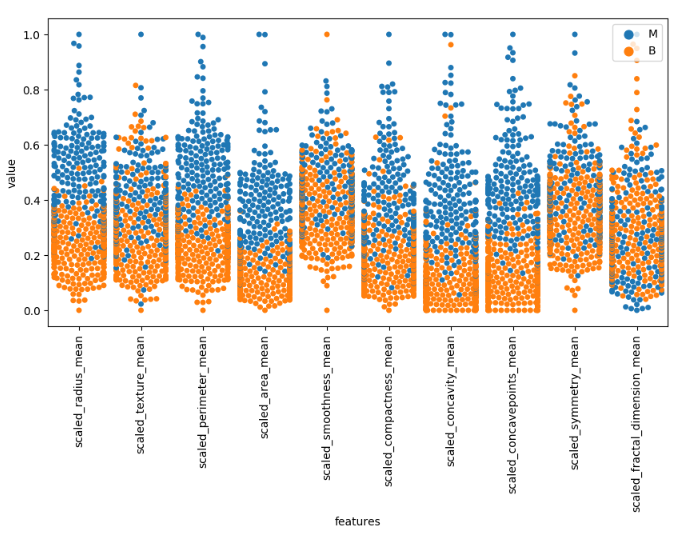 1.0
0.8
0.6
0.4
0.2
0.0
value
M
B
scaled_radius_mean
scaled_texture_mean
scaled_perimeter_mean
scaled_area_mean
scaled_smoothness_mean
scaled_compactness_mean
scaled_concavity_mean
scaled_concavepoints_mean
scaled_symmetry_mean
scaled_fractal_dimension_mean
features